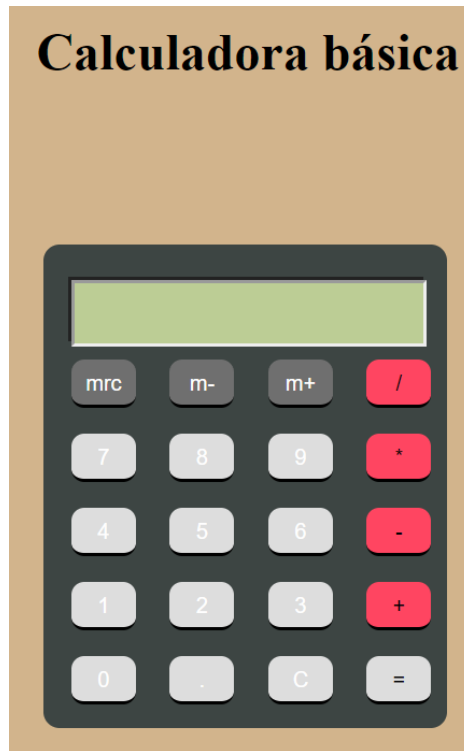 Calculadora básica
mrc m- m+ /
7 8 9 *
4 5 6 -
1 2 3 +
0 . C =